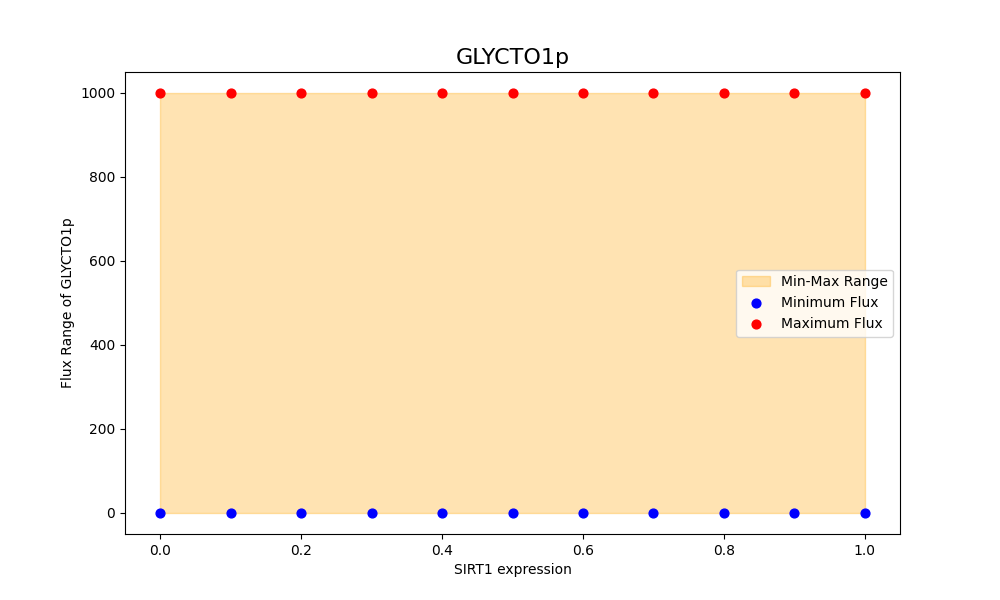 GLYCTO1p
Flux Range of GLYCTO1p
1000
800
600
400
200
0
Min-Max Range
Minimum Flux
Maximum Flux
0.0 0.2 0.4 0.6 0.8 1.0
SIRT1 expression